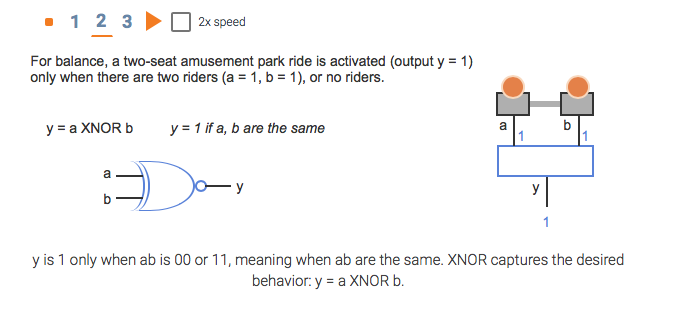 1 2 3 2x speed
For balance, a two-seat amusement park ride is activated (output y = 1)
only when there are two riders (a = 1, b = 1), or no riders.
y = a XNOR b y = 1 if a, b are the same
a b
1 1
a
b
y
y
1
y is 1 only when ab is 00 or 11, meaning when ab are the same. XNOR captures the desired
behavior: y = a XNOR b.